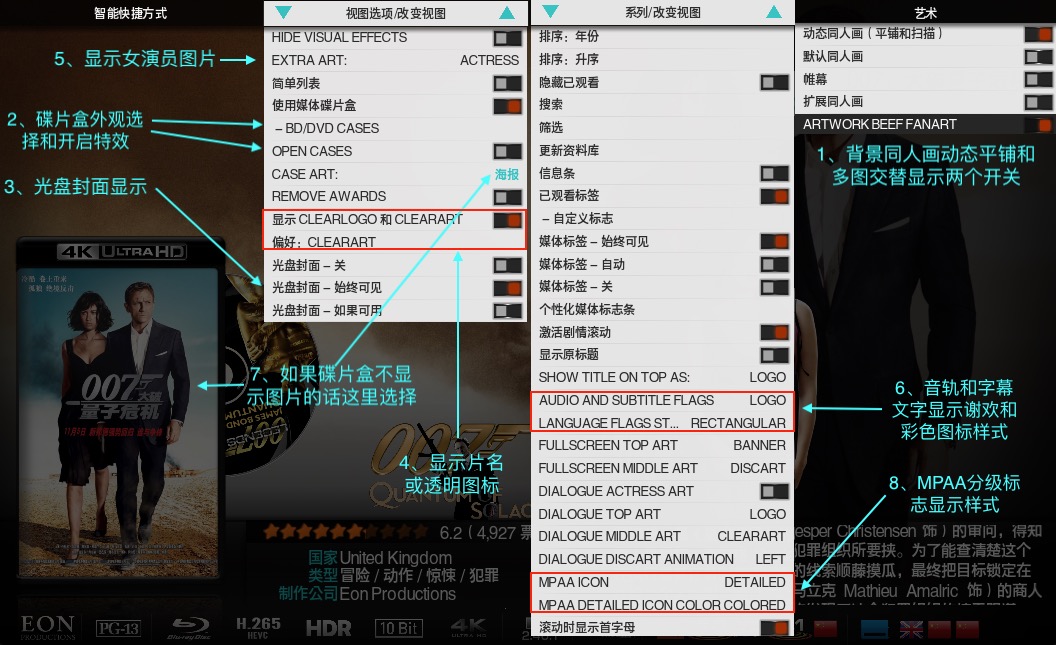 智能快捷方式
视图选项/改变视图
系列/改变视图
艺术
HIDE VISUAL EFFECTS
EXTRA ART: ACTRESS
简单列表
使用媒体碟片盒
– BD/DVD CASES
OPEN CASES
CASE ART: 海报
REMOVE AWARDS
显示 CLEARLOGO 和 CLEARART
偏好：CLEARART
光盘封面 – 关
光盘封面 – 始终可见
光盘封面 – 如果可用
排序：年份
排序：升序
隐藏已观看
搜索
筛选
更新资料库
信息条
已观看标签
– 自定义标志
媒体标签 – 始终可见
媒体标签 – 自动
媒体标签 – 关
个性化媒体标志条
激活剧情滚动
显示原标题
SHOW TITLE ON TOP AS: LOGO
AUDIO AND SUBTITLE FLAGS LOGO
LANGUAGE FLAGS ST... RECTANGULAR
FULLSCREEN TOP ART BANNER
FULLSCREEN MIDDLE ART DISCART
DIALOGUE ACTRESS ART
DIALOGUE TOP ART LOGO
DIALOGUE MIDDLE ART CLEARART
DIALOGUE DISCART ANIMATION LEFT
MPAA ICON DETAILED
MPAA DETAILED ICON COLOR COLORED
滚动时显示首字母
动态同人画（平铺和扫描）
默认同人画
帷幕
扩展同人画
ARTWORK BEEF FANART
5、显示女演员图片
2、碟片盒外观选
择和开启特效
3、光盘封面显示
7、如果碟片盒不显
示图片的话这里选择
4、显示片名
或透明图标
1、背景同人画动态平铺和
多图交替显示两个开关
6、音轨和字幕
文字显示谢欢和
彩色图标样式
8、MPAA分级标
志显示样式
4K ULTRA HD
007
大破
量子危机
007
QUANTUM OF
SOLAC
6.2（4,927 票
国家 United Kingdom
类型 冒险 / 动作 / 惊悚 / 犯罪
制作公司 Eon Productions
esper Christensen 饰）的审问，得知
犯罪组织所要挟。为了能查清楚这个
的线索顺藤摸瓜，最终把目标锁定在
马立克 Mathieu Amalric 饰）的商人
EON
PRODUCTIONS
PG-13
Blu-ray Disc
H.265
HEVC
HDR
10 Bit
4K
ULTRA HD